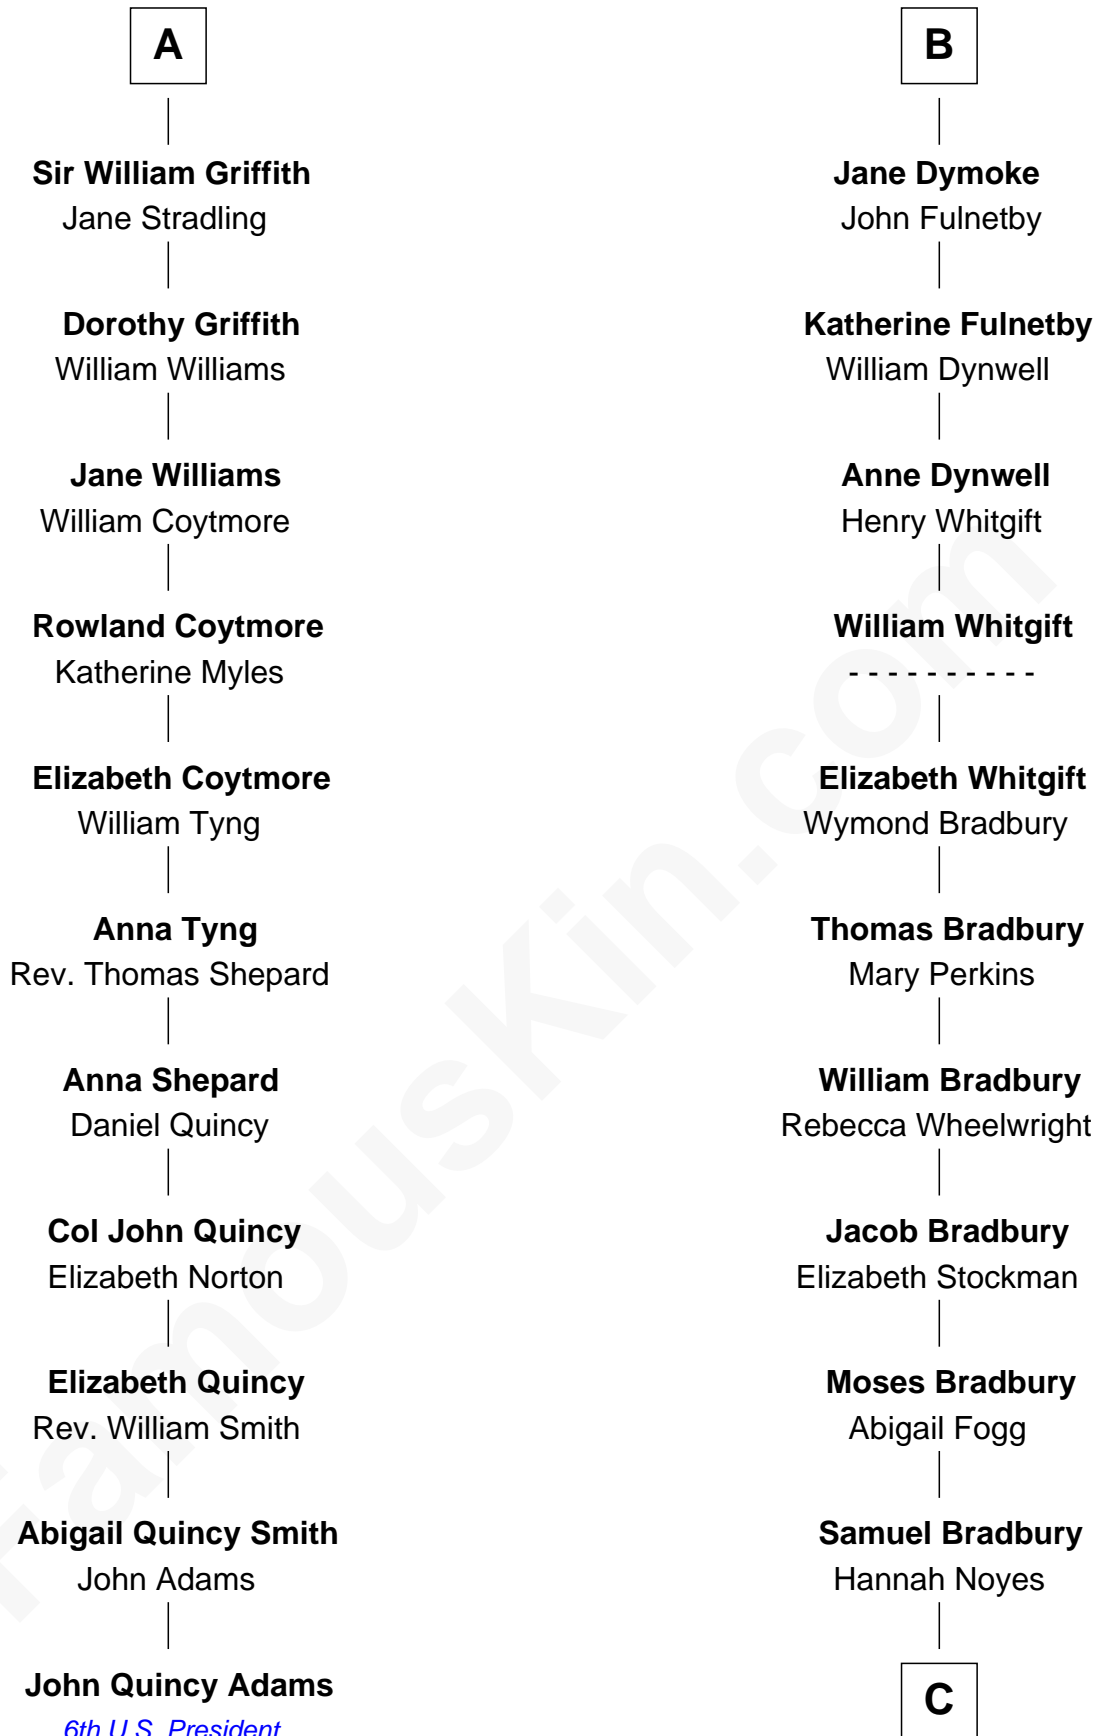 A
Sir William Griffith
Jane Stradling
Dorothy Griffith
William Williams
Jane Williams
William Coytmore
Rowland Coytmore
Katherine Myles
Elizabeth Coytmore
William Tyng
Anna Tyng
Rev. Thomas Shepard
Anna Shepard
Daniel Quincy
Col John Quincy
Elizabeth Norton
Elizabeth Quincy
Rev. William Smith
Abigail Quincy Smith
John Adams
John Quincy Adams
6th U.S. President
B
Jane Dymoke
John Fulnetby
Katherine Fulnetby
William Dynwell
Anne Dynwell
Henry Whitgift
William Whitgift
- - - - - - - - - -
Elizabeth Whitgift
Wymond Bradbury
Thomas Bradbury
Mary Perkins
William Bradbury
Rebecca Wheelwright
Jacob Bradbury
Elizabeth Stockman
Moses Bradbury
Abigail Fogg
Samuel Bradbury
Hannah Noyes
C
FamousKin.com